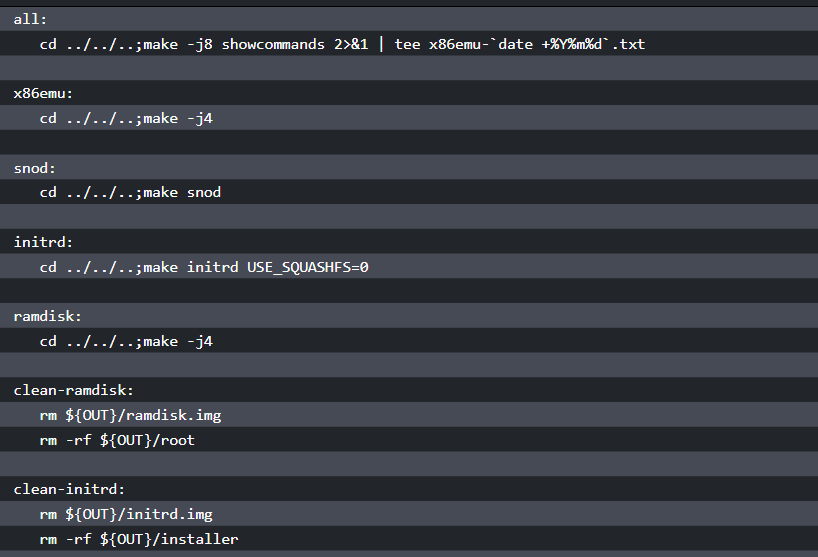 all:
cd ../../..;make -j8 showcommands 2>&1 | tee x86emu-`date +%Y%m%d`.txt
x86emu:
cd ../../..;make -j4
snod:
cd ../../..;make snod
initrd:
cd ../../..;make initrd USE_SQUASHFS=0
ramdisk:
cd ../../..;make -j4
clean-ramdisk:
rm ${OUT}/ramdisk.img
rm -rf ${OUT}/root
clean-initrd:
rm ${OUT}/initrd.img
rm -rf ${OUT}/installer